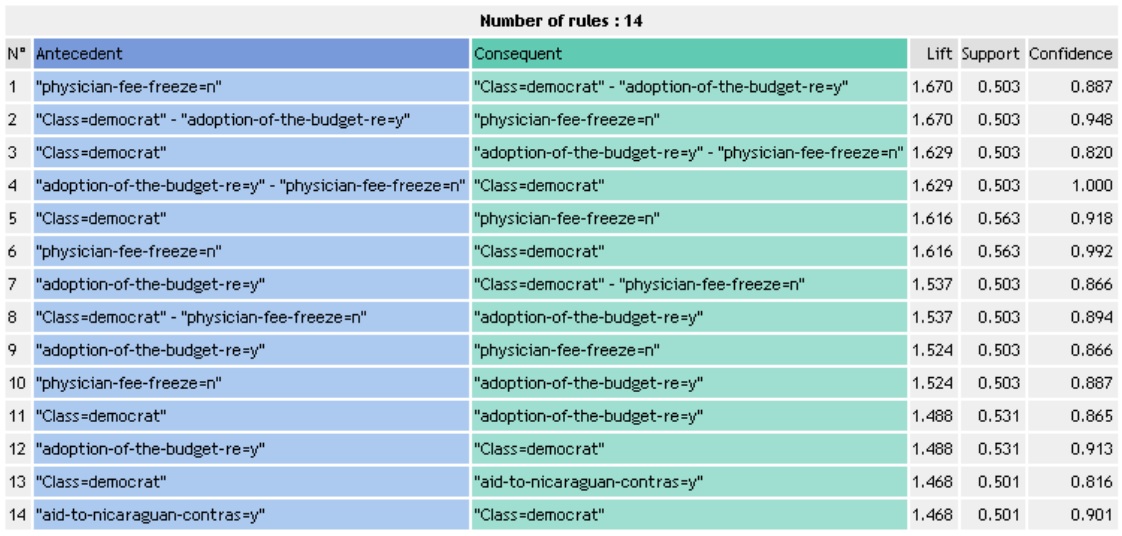 Number of rules : 14
N° Antecedent Consequent Lift Support Confidence
1 "physician-fee-freeze=n" "Class=democrat" - "adoption-of-the-budget-re=y" 1.670 0.503 0.887
2 "Class=democrat" - "adoption-of-the-budget-re=y" "physician-fee-freeze=n" 1.670 0.503 0.948
3 "Class=democrat" "adoption-of-the-budget-re=y" - "physician-fee-freeze=n" 1.629 0.503 0.820
4 "adoption-of-the-budget-re=y" - "physician-fee-freeze=n" "Class=democrat" 1.629 0.503 1.000
5 "Class=democrat" "physician-fee-freeze=n" 1.616 0.563 0.918
6 "physician-fee-freeze=n" "Class=democrat" 1.616 0.563 0.992
7 "adoption-of-the-budget-re=y" "Class=democrat" - "physician-fee-freeze=n" 1.537 0.503 0.866
8 "Class=democrat" - "physician-fee-freeze=n" "adoption-of-the-budget-re=y" 1.537 0.503 0.894
9 "adoption-of-the-budget-re=y" "physician-fee-freeze=n" 1.524 0.503 0.866
10 "physician-fee-freeze=n" "adoption-of-the-budget-re=y" 1.524 0.503 0.887
11 "Class=democrat" "adoption-of-the-budget-re=y" 1.488 0.531 0.865
12 "adoption-of-the-budget-re=y" "Class=democrat" 1.488 0.531 0.913
13 "Class=democrat" "aid-to-nicaraguan-contras=y" 1.468 0.501 0.816
14 "aid-to-nicaraguan-contras=y" "Class=democrat" 1.468 0.501 0.901